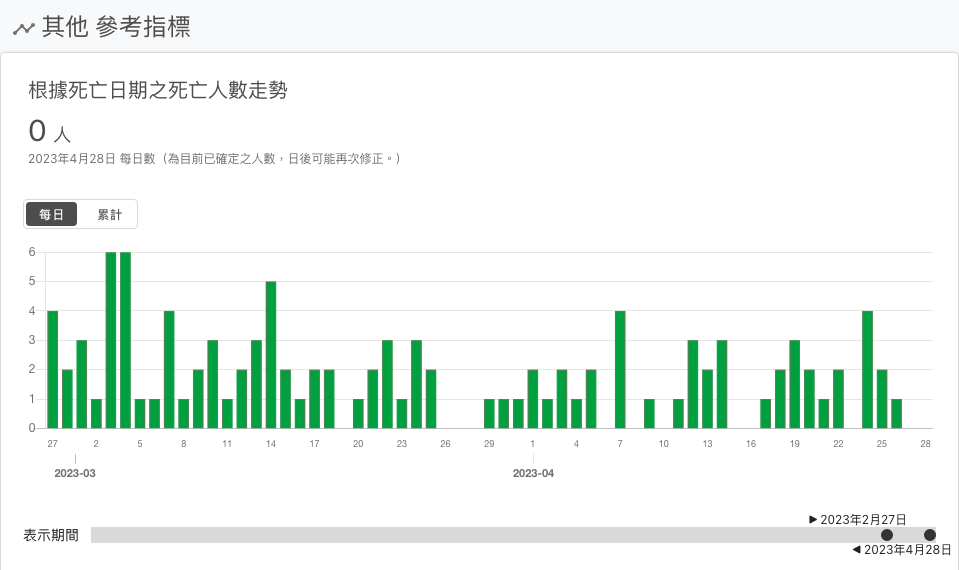 其他 參考指標
根據死亡日期之死亡人數走勢
0 人
2023年4月28日 每日數（為目前已確定之人數，日後可能再次修正。）
每日 累計
6
5
4
3
2
1
0
27 2 5 8 11 14 17 20 23 26 29 1 4 7 10 13 16 19 22 25 28
2023-03 2023-04
▶ 2023年2月27日
表示期間
◀ 2023年4月28日